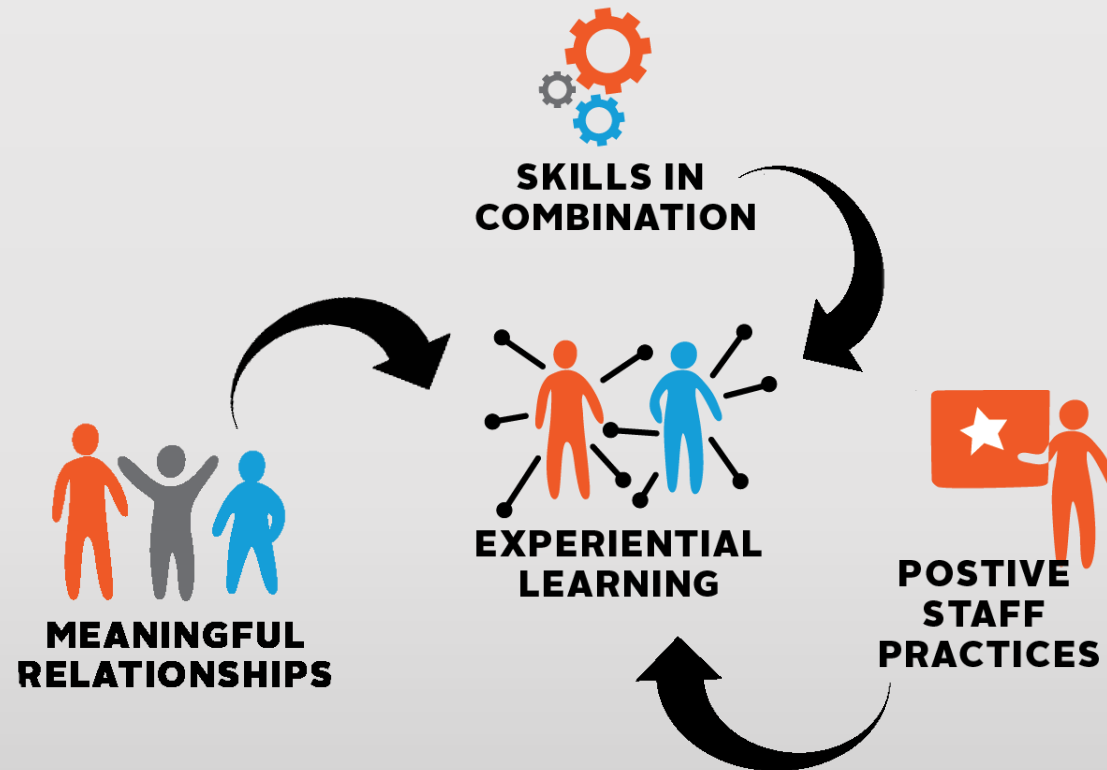 SKILLS IN
COMBINATION
EXPERIENTIAL
LEARNING
MEANINGFUL
RELATIONSHIPS
POSTIVE
STAFF
PRACTICES